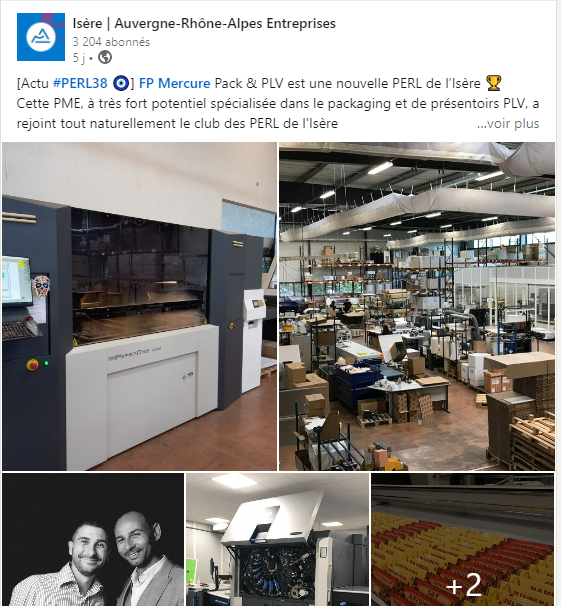 Isère | Auvergne-Rhône-Alpes Entreprises
3 204 abonnés
5 j •
[Actu #PERL38 🧿] FP Mercure Pack & PLV est une nouvelle PERL de l'Isère 🏆
Cette PME, à très fort potentiel spécialisée dans le packaging et de présentoirs PLV, a
rejoint tout naturellement le club des PERL de l'Isère
...voir plus
+2